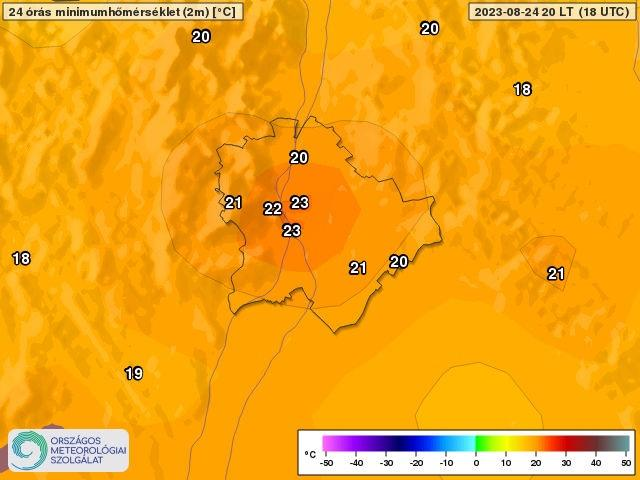 24 órás minimumhőmérséklet (2m) [°C]
2023-08-24 20 LT (18 UTC)
20
20
18
20
21
22
23
23
18
21
20
21
19
ORSZÁGOS
METEOROLÓGIAI
SZOLGÁLAT
°C
-50 -40 -30 -20 -10 0 10 20 30 40 50